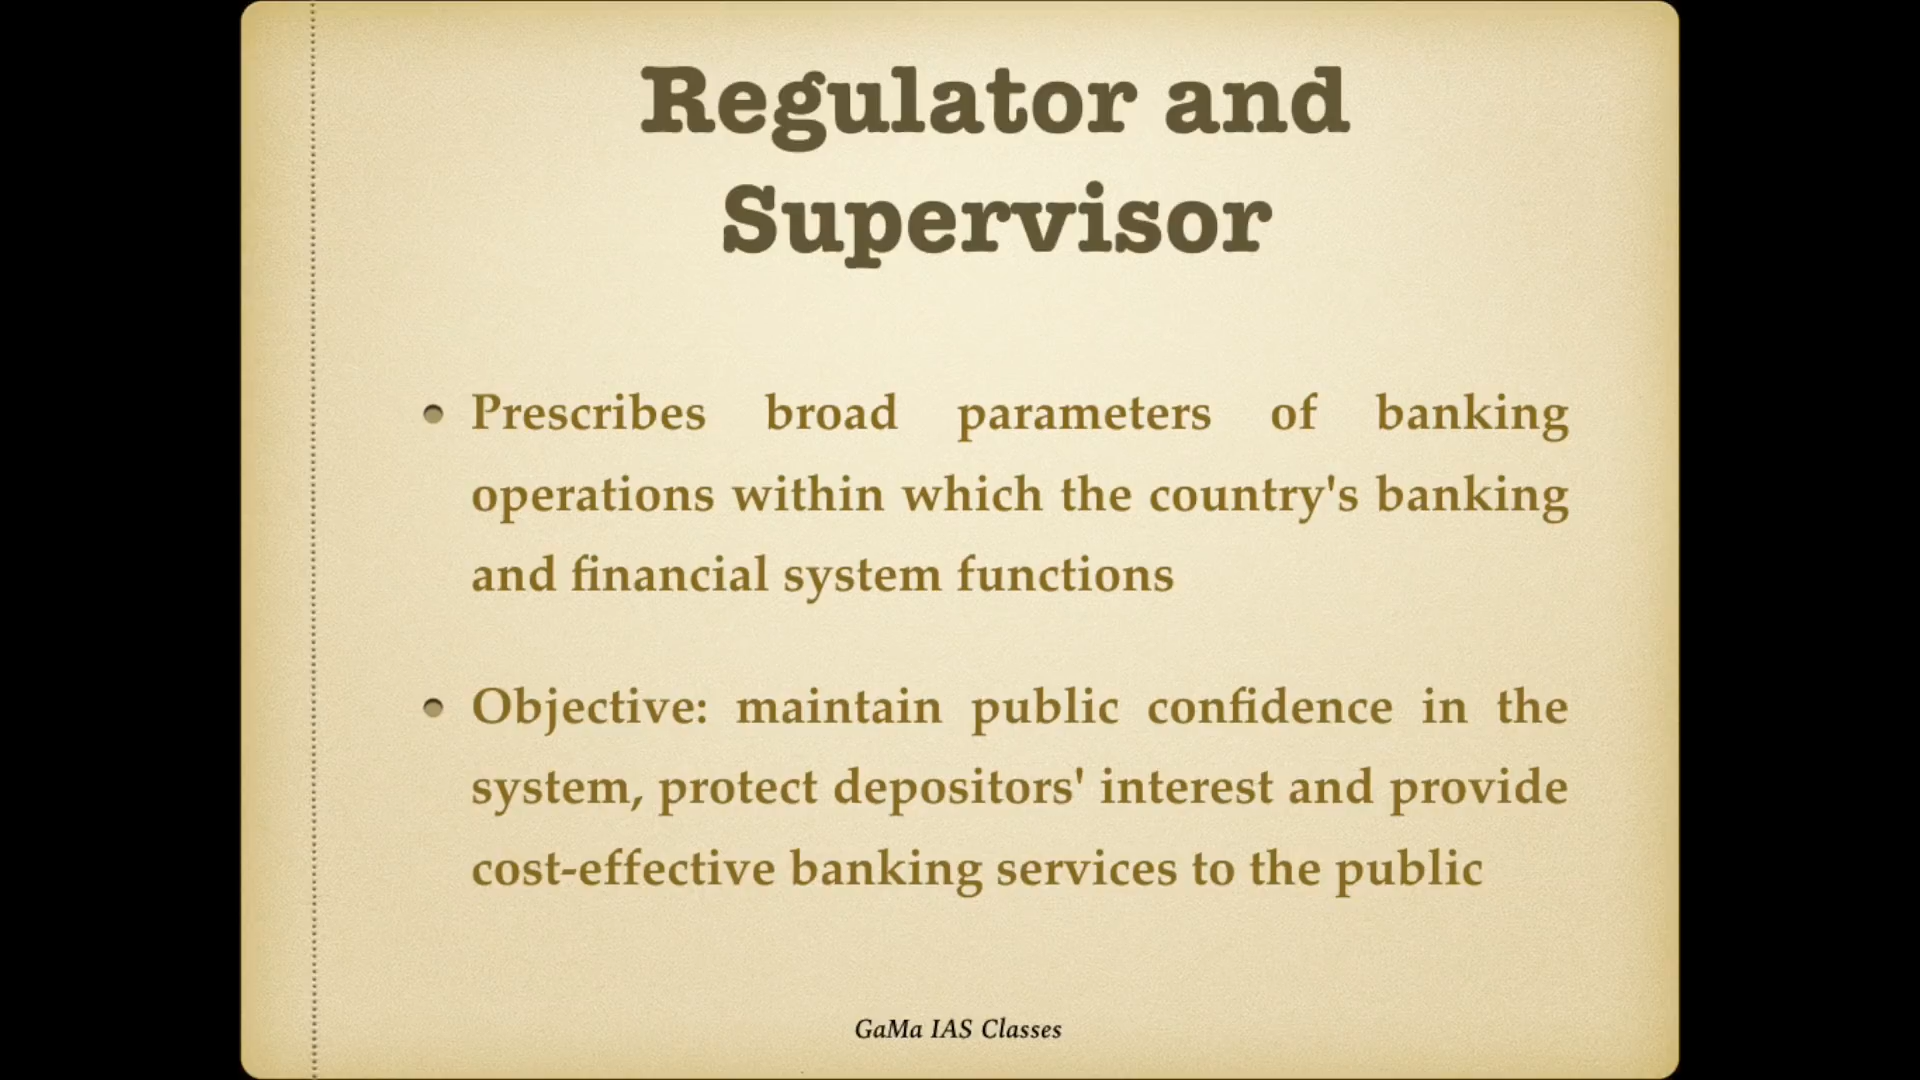 Regulator and
Supervisor
• Prescribes broad parameters of banking
operations within which the country's banking
and financial system functions
• Objective: maintain public confidence in the
system, protect depositors' interest and provide
cost-effective banking services to the public
GaMa IAS Classes